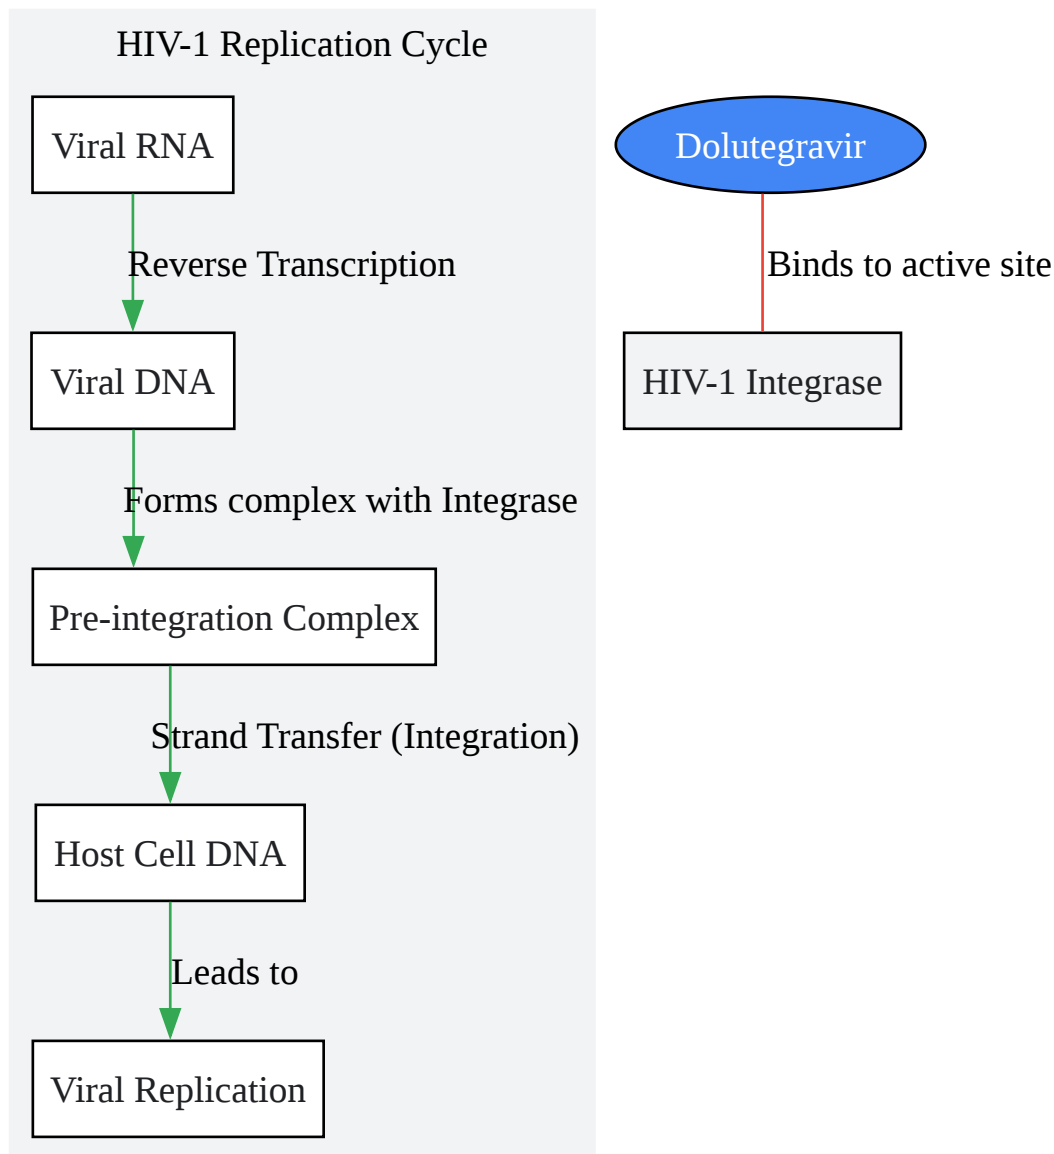 HIV-1 Replication Cycle
Viral RNA
Dolutegravir
Reverse Transcription
Binds to active site
Viral DNA
HIV-1 Integrase
Forms complex with Integrase
Pre-integration Complex
Strand Transfer (Integration)
Host Cell DNA
Leads to
Viral Replication